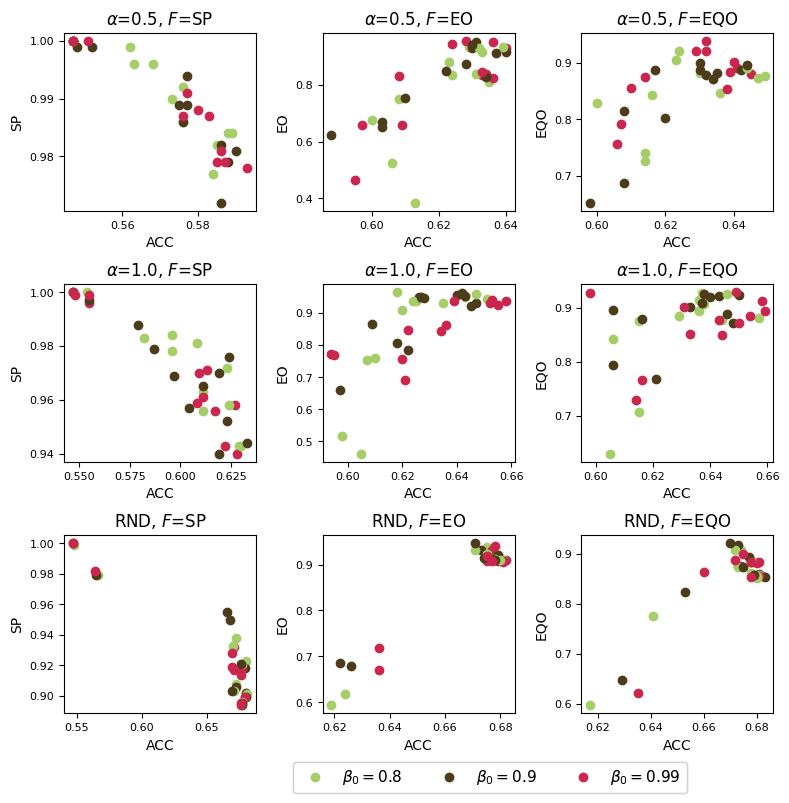 α=0.5, F=SP
α=0.5, F=EO
α=0.5, F=EQO
1.00
0.99
0.98
SP
0.56
0.58
ACC
0.8
0.6
0.4
EO
0.60
0.62
0.64
ACC
0.9
0.8
0.7
EQO
0.60
0.62
0.64
ACC
α=1.0, F=SP
α=1.0, F=EO
α=1.0, F=EQO
1.00
0.98
0.96
0.94
SP
0.550
0.575
0.600
0.625
ACC
0.9
0.8
0.7
0.6
0.5
EO
0.60
0.62
0.64
0.66
ACC
0.9
0.8
0.7
EQO
0.60
0.62
0.64
0.66
ACC
RND, F=SP
RND, F=EO
RND, F=EQO
1.00
0.98
0.96
0.94
0.92
0.90
SP
0.55
0.60
0.65
ACC
0.9
0.8
0.7
0.6
EO
0.62
0.64
0.66
0.68
ACC
0.9
0.8
0.7
0.6
EQO
0.62
0.64
0.66
0.68
ACC
β₀ = 0.8
β₀ = 0.9
β₀ = 0.99